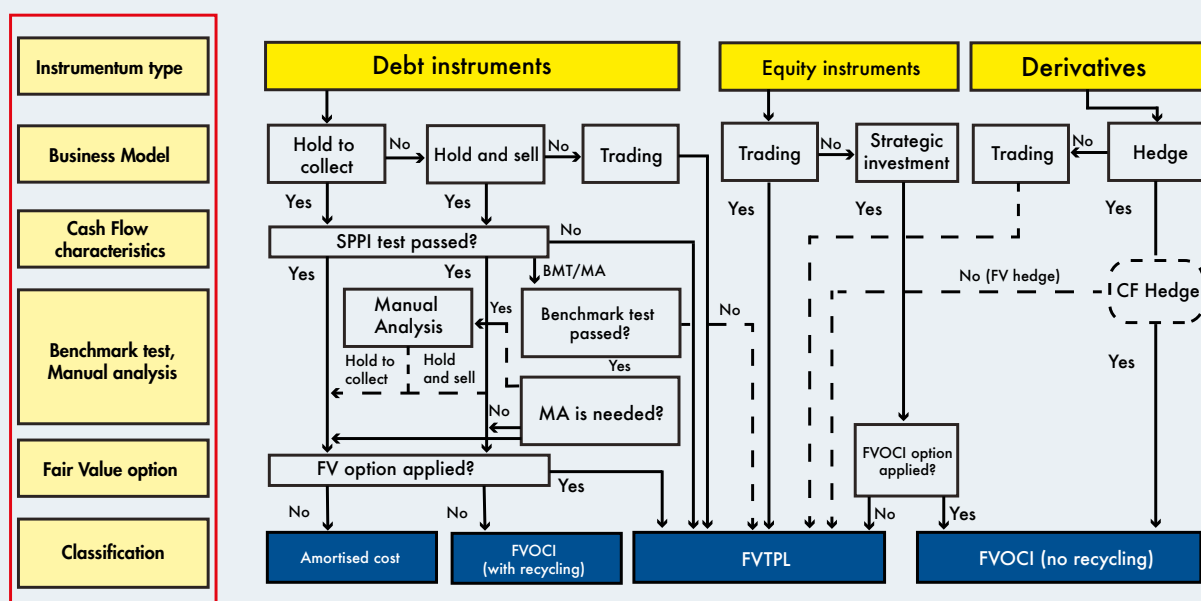 Instrumentum type
Debt instruments
Equity instruments
Derivatives
Business Model
Hold to
collect
No
Hold and sell
No
Trading
Trading
No
Strategic
investment
Trading
No
Hedge
Yes
Yes
Yes
Yes
Yes
Cash Flow
characteristics
SPPI test passed?
No
Yes
Yes
BMT/MA
No (FV hedge)
CF Hedge
Benchmark test,
Manual analysis
Manual
Analysis
Yes
Benchmark test
passed?
No
Hold to
collect
Hold
and sell
Yes
Yes
No
MA is needed?
Fair Value option
FV option applied?
Yes
FVOCI option
applied?
No
No
No
Yes
Classification
Amortised cost
FVOCI
(with recycling)
FVTPL
FVOCI (no recycling)